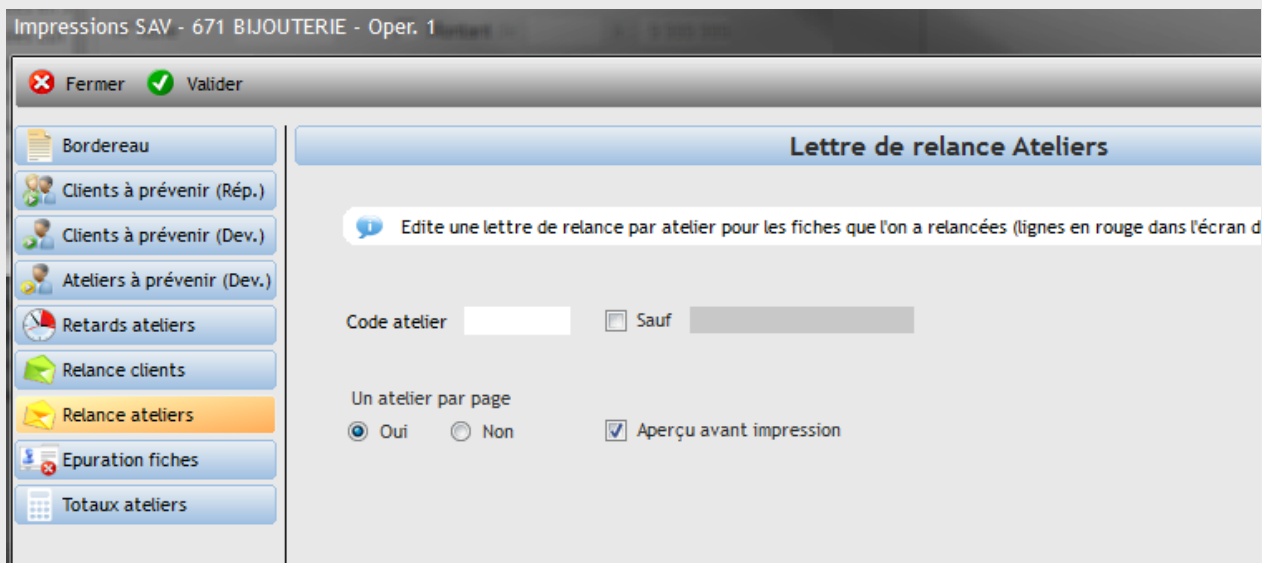 Impressions SAV - 671 BIJOUTERIE - Oper. 1
Fermer Valider
Bordereau
Clients à prévenir (Rép.)
Clients à prévenir (Dev.)
Ateliers à prévenir (Dev.)
Retards ateliers
Relance clients
Relance ateliers
Epuration fiches
Totaux ateliers
Lettre de relance Ateliers
Edite une lettre de relance par atelier pour les fiches que l'on a relancées (lignes en rouge dans l'écran d
Code atelier Sauf
Un atelier par page
Oui Non Aperçu avant impression